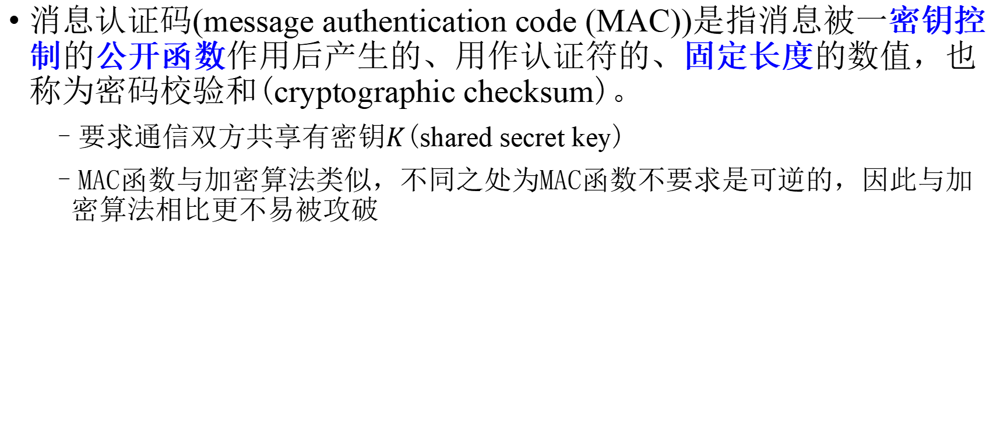 • 消息认证码(message authentication code (MAC))是指消息被一密钥控
制的公开函数作用后产生的、用作认证符的、固定长度的数值，也
称为密码校验和(cryptographic checksum)。
– 要求通信双方共享有密钥K(shared secret key)
– MAC函数与加密算法类似，不同之处为MAC函数不要求是可逆的，因此与加
密算法相比更不易被攻破